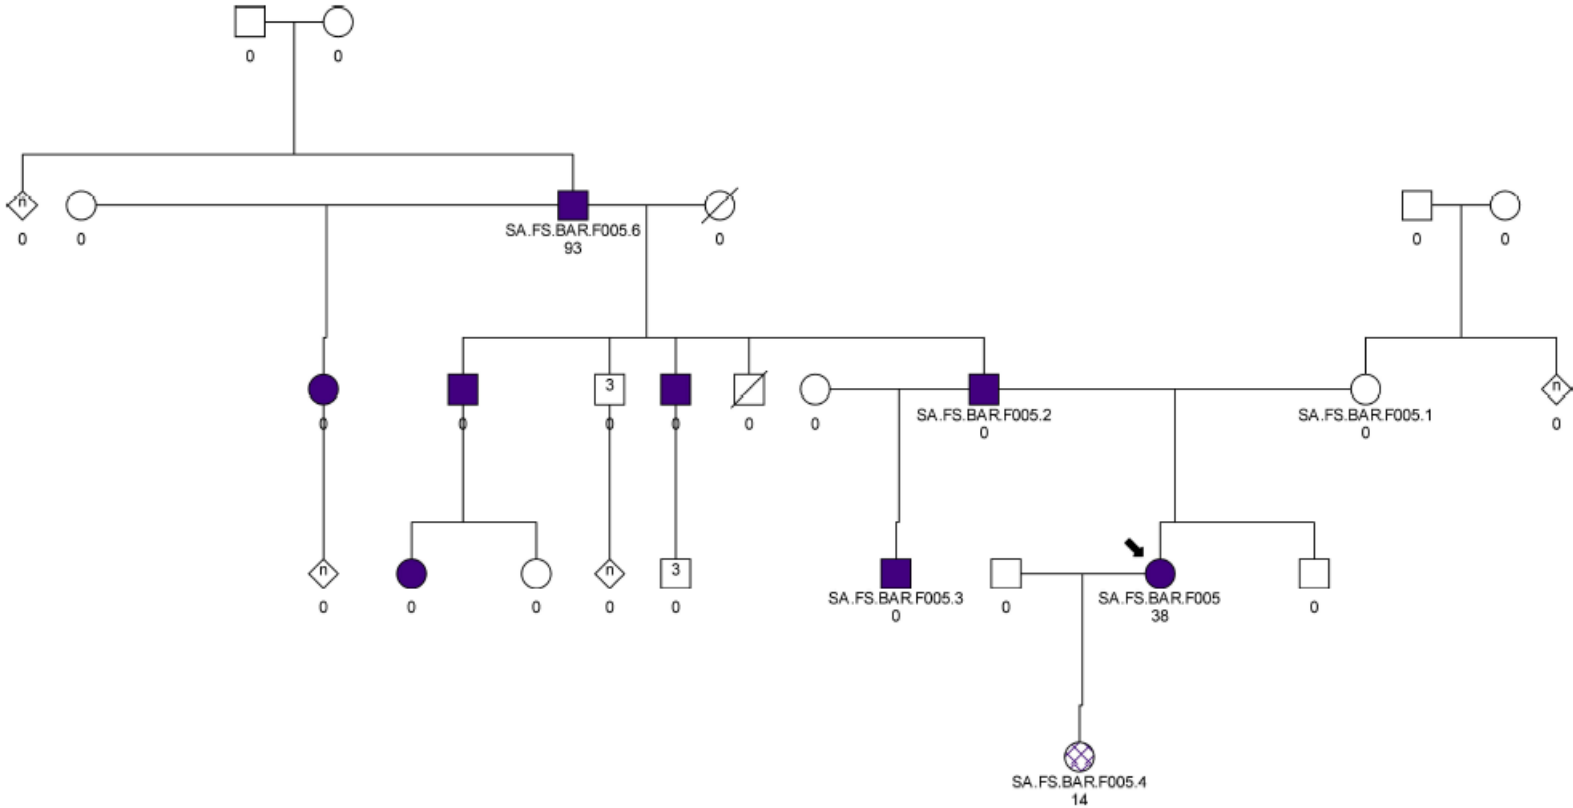 0 0
n
0 0 SA.FS.BAR.F005.6 0 0 0
93
3
0 0 0 0 0 0 SA.FS.BAR.F005.2 SA.FS.BAR.F005.1 n
0 0 0
n n 3
0 0 0 0 0 SA.FS.BAR.F005.3 0 SA.FS.BAR.F005 0
0 38
SA.FS.BAR.F005.4
14